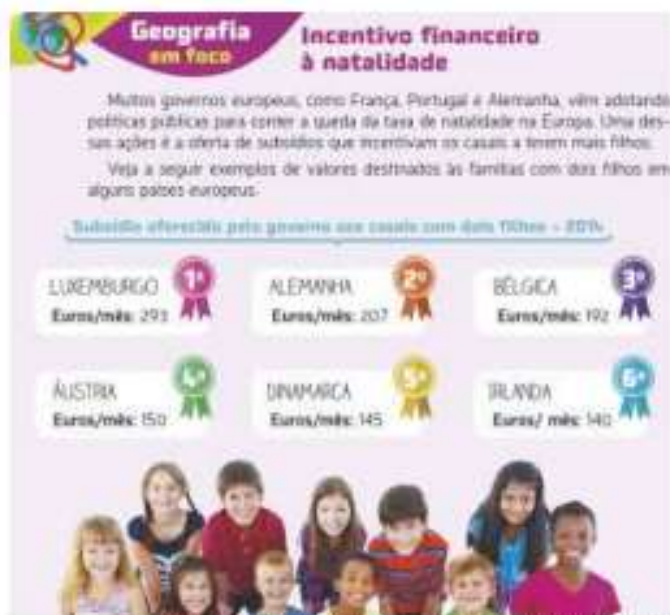 Geografia
em foco
Incentivo financeiro
à natalidade
Muitos governos europeus, como França, Portugal e Alemanha, vêm adotando
políticas públicas para conter a queda da taxa de natalidade na Europa. Uma des-
sas ações é a oferta de subsídios que incentivam os casais a terem mais filhos.
Veja a seguir exemplos de valores destinados às famílias com dois filhos em
alguns países europeus.
Subsídio oferecido pelo governo aos casais com dois filhos – 2014
LUXEMBURGO 1º
Euros/mês: 293
ALEMANHA 2º
Euros/mês: 207
BÉLGICA 3º
Euros/mês: 192
ÁUSTRIA 4º
Euros/mês: 150
DINAMARCA 5º
Euros/mês: 145
IRLANDA 6º
Euros/ mês: 140